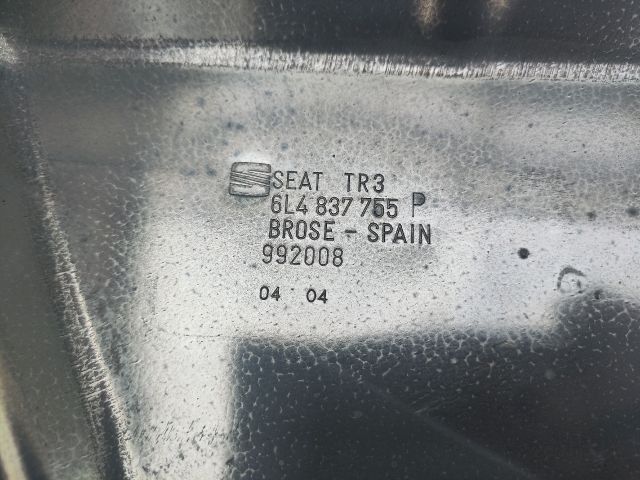 SEAT TR3
6L4 837 755 P
BROSE - SPAIN
992008
04 04